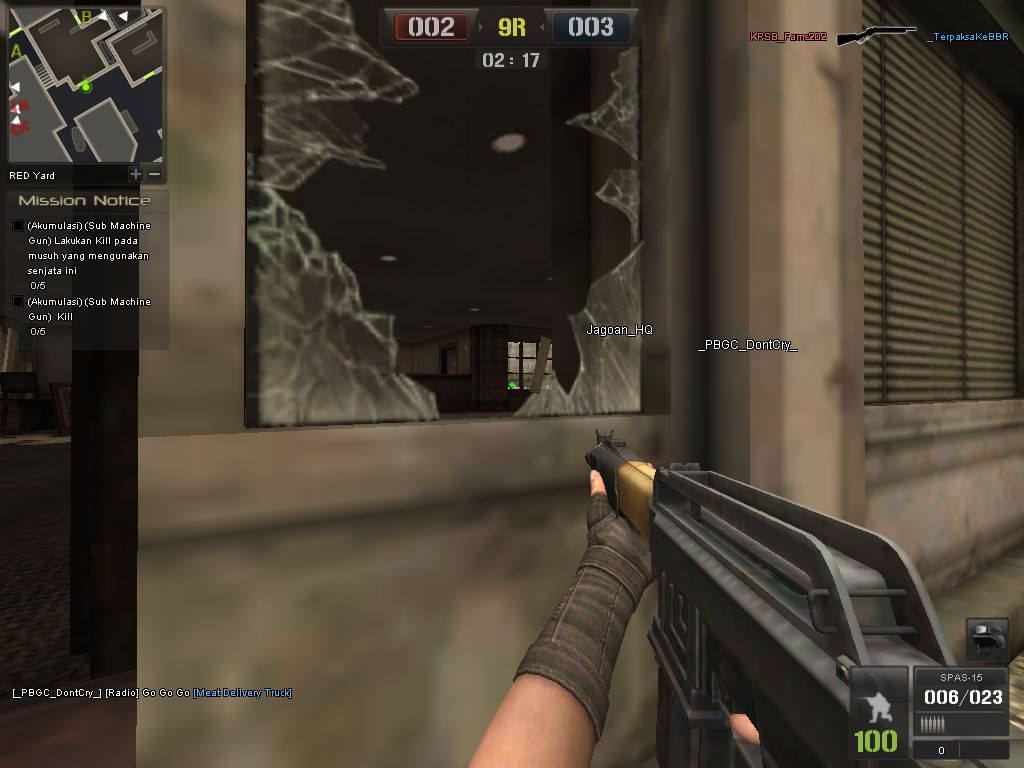 B
A
RED Yard
Mission Notice
(Akumulasi) (Sub Machine
Gun) Lakukan Kill pada
musuh yang mengunakan
senjata ini
0/5
(Akumulasi) (Sub Machine
Gun) Kill
0/5
002 9R 003
02 : 17
KRSB_Fams202 _TerpaksaKeBBR
Jagoan_HQ
_PBGC_DontCry_
[_PBGC_DontCry_] [Radio] Go Go Go [Meat Delivery Truck]
SPAS-15
006/023
100
0